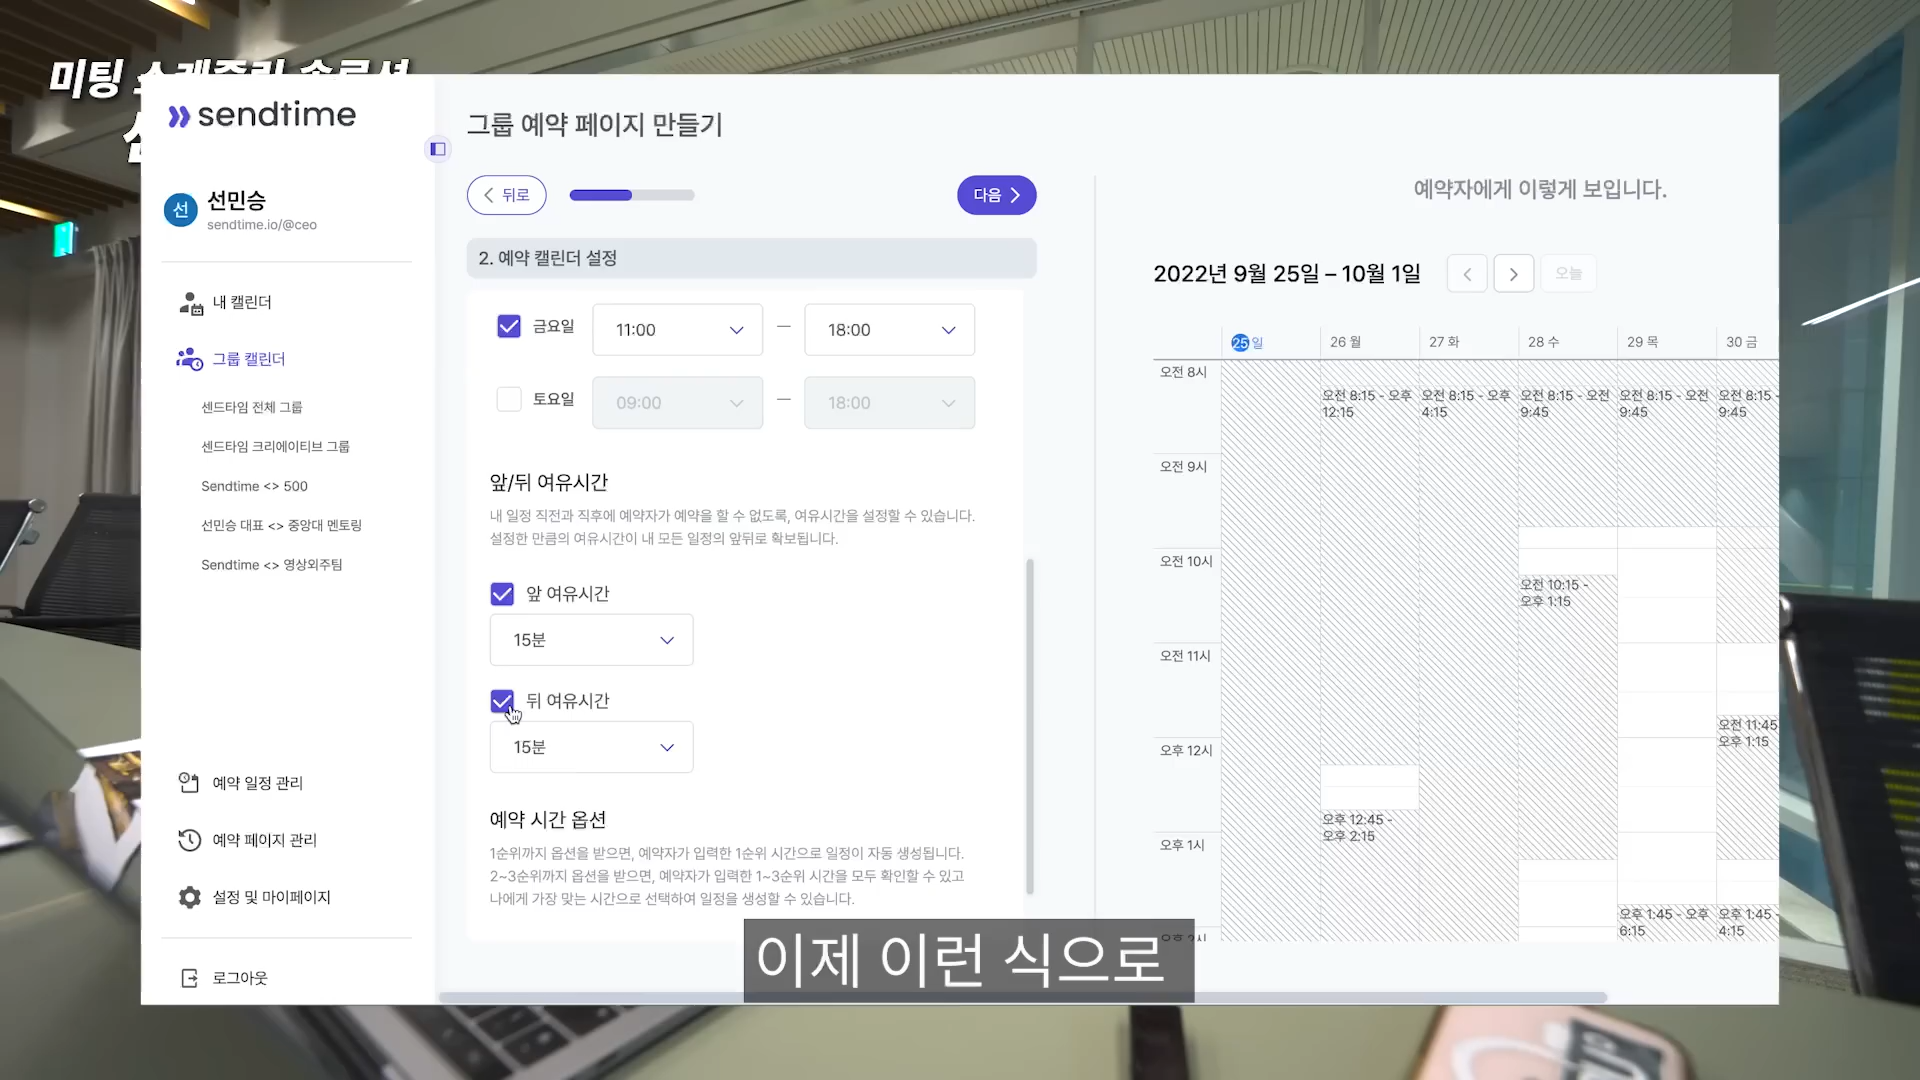 미팅
sendtime
선
선민승
sendtime.io/@ceo
내 캘린더
그룹 캘린더
센드타임 전체 그룹
센드타임 크리에이티브 그룹
Sendtime <> 500
선민승 대표 <> 중앙대 멘토링
Sendtime <> 영상외주팀
예약 일정 관리
예약 페이지 관리
설정 및 마이페이지
로그아웃
그룹 예약 페이지 만들기
뒤로
다음
2. 예약 캘린더 설정
금요일 11:00 — 18:00
토요일 09:00 — 18:00
앞/뒤 여유시간
내 일정 직전과 직후에 예약자가 예약을 할 수 없도록, 여유시간을 설정할 수 있습니다.
설정한 만큼의 여유시간이 내 모든 일정의 앞뒤로 확보됩니다.
앞 여유시간
15분
뒤 여유시간
15분
예약 시간 옵션
1순위까지 옵션을 받으면, 예약자가 입력한 1순위 시간으로 일정이 자동 생성됩니다.
2~3순위까지 옵션을 받으면, 예약자가 입력한 1~3순위 시간을 모두 확인할 수 있고
나에게 가장 맞는 시간으로 선택하여 일정을 생성할 수 있습니다.
예약자에게 이렇게 보입니다.
2022년 9월 25일 – 10월 1일
오늘
25 일 26 월 27 화 28 수 29 목 30 금
오전 8시
오전 8:15 - 오후 12:15
오전 8:15 - 오후 4:15
오전 8:15 - 오전 9:45
오전 8:15 - 오전 9:45
오전 8:15 - 9:45
오전 9시
오전 10시
오전 10:15 - 오후 1:15
오전 11시
오전 11:45 오후 1:15
오후 12시
오후 12:45 - 오후 2:15
오후 1시
오후 1:45 - 오후 6:15
오후 1:45 - 4:15
이제 이런 식으로